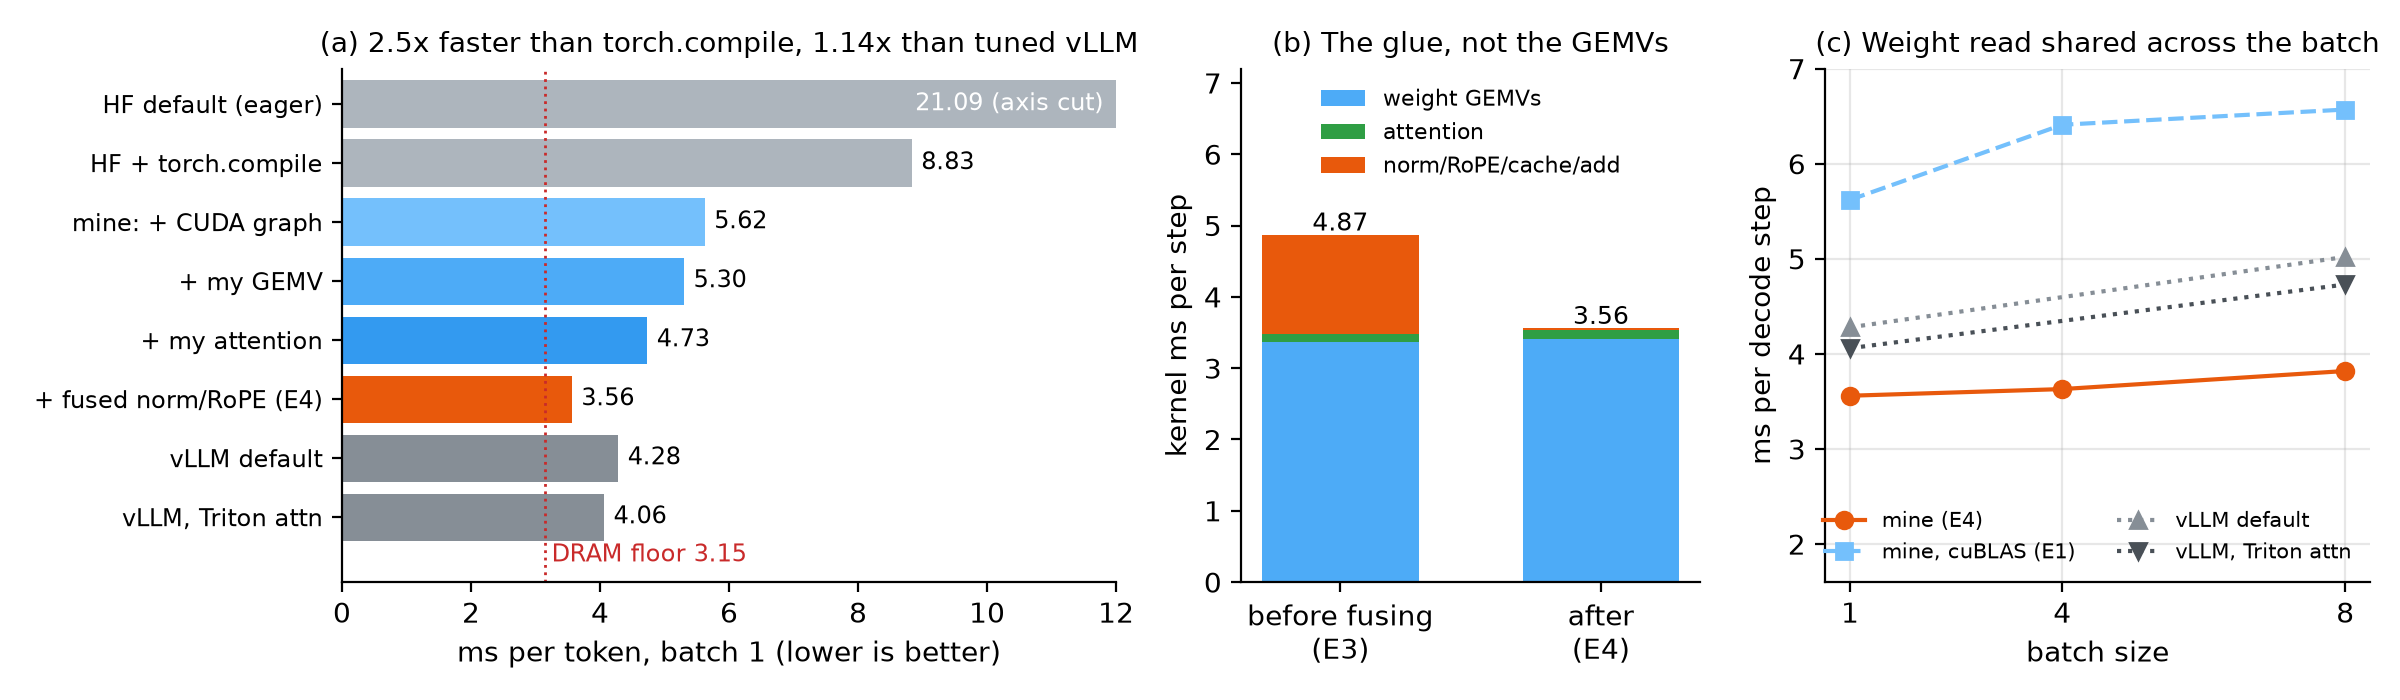 (a) 2.5x faster than torch.compile, 1.14x than tuned vLLM
HF default (eager)
21.09 (axis cut)
HF + torch.compile
8.83
mine: + CUDA graph
5.62
+ my GEMV
5.30
+ my attention
4.73
+ fused norm/RoPE (E4)
3.56
vLLM default
4.28
vLLM, Triton attn
4.06
DRAM floor 3.15
0 2 4 6 8 10 12
ms per token, batch 1 (lower is better)
(b) The glue, not the GEMVs
kernel ms per step
7
6
5
4
3
2
1
0
weight GEMVs
attention
norm/RoPE/cache/add
4.87
3.56
before fusing
(E3)
after
(E4)
(c) Weight read shared across the batch
ms per decode step
7
6
5
4
3
2
mine (E4)
mine, cuBLAS (E1)
vLLM default
vLLM, Triton attn
1 4 8
batch size